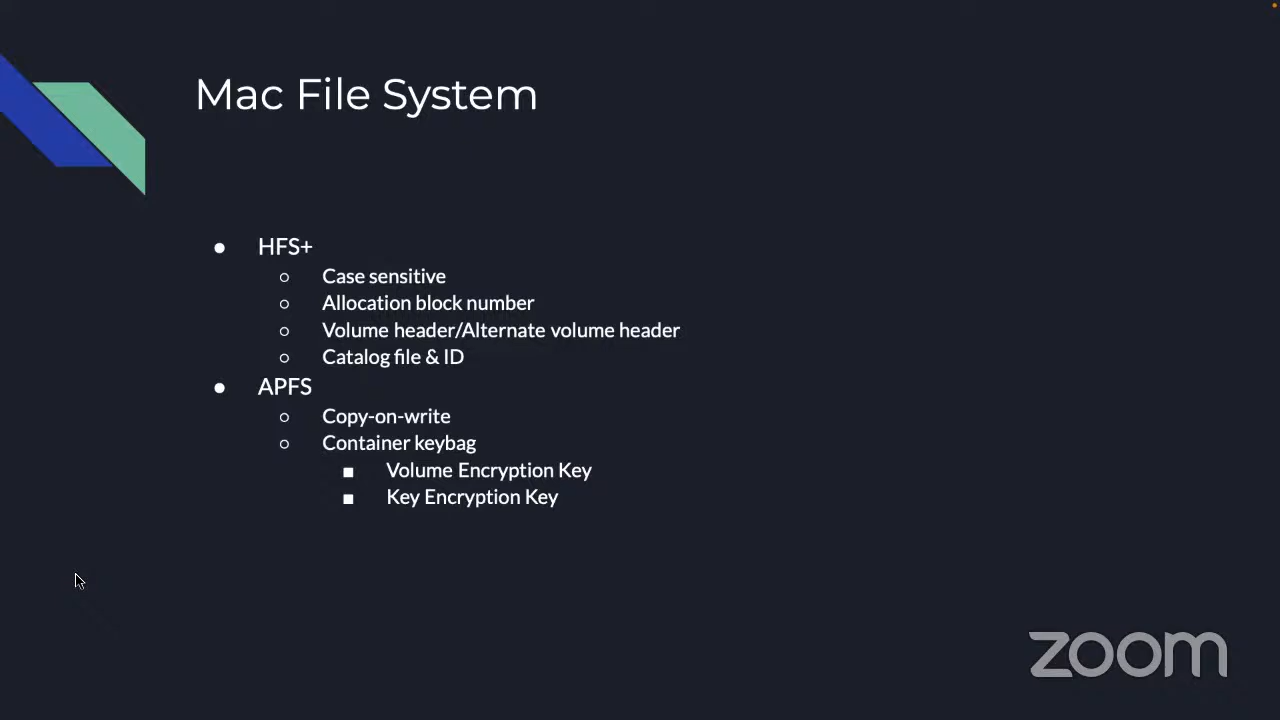 Mac File System
● HFS+
○ Case sensitive
○ Allocation block number
○ Volume header/Alternate volume header
○ Catalog file & ID
● APFS
○ Copy-on-write
○ Container keybag
■ Volume Encryption Key
■ Key Encryption Key
zoom